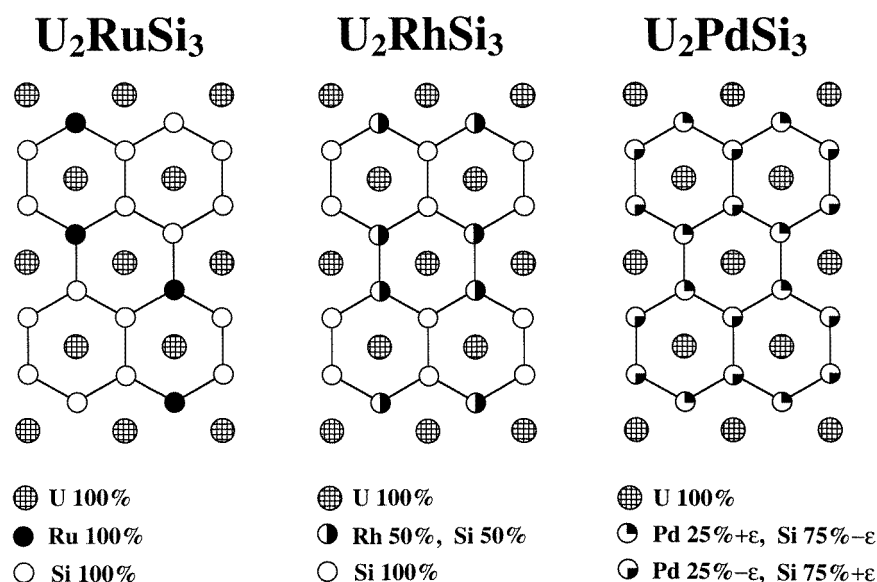 U₂RuSi₃ U₂RhSi₃ U₂PdSi₃
U 100% U 100% U 100%
Ru 100% Rh 50%, Si 50% Pd 25%+ε, Si 75%−ε
Si 100% Si 100% Pd 25%−ε, Si 75%+ε